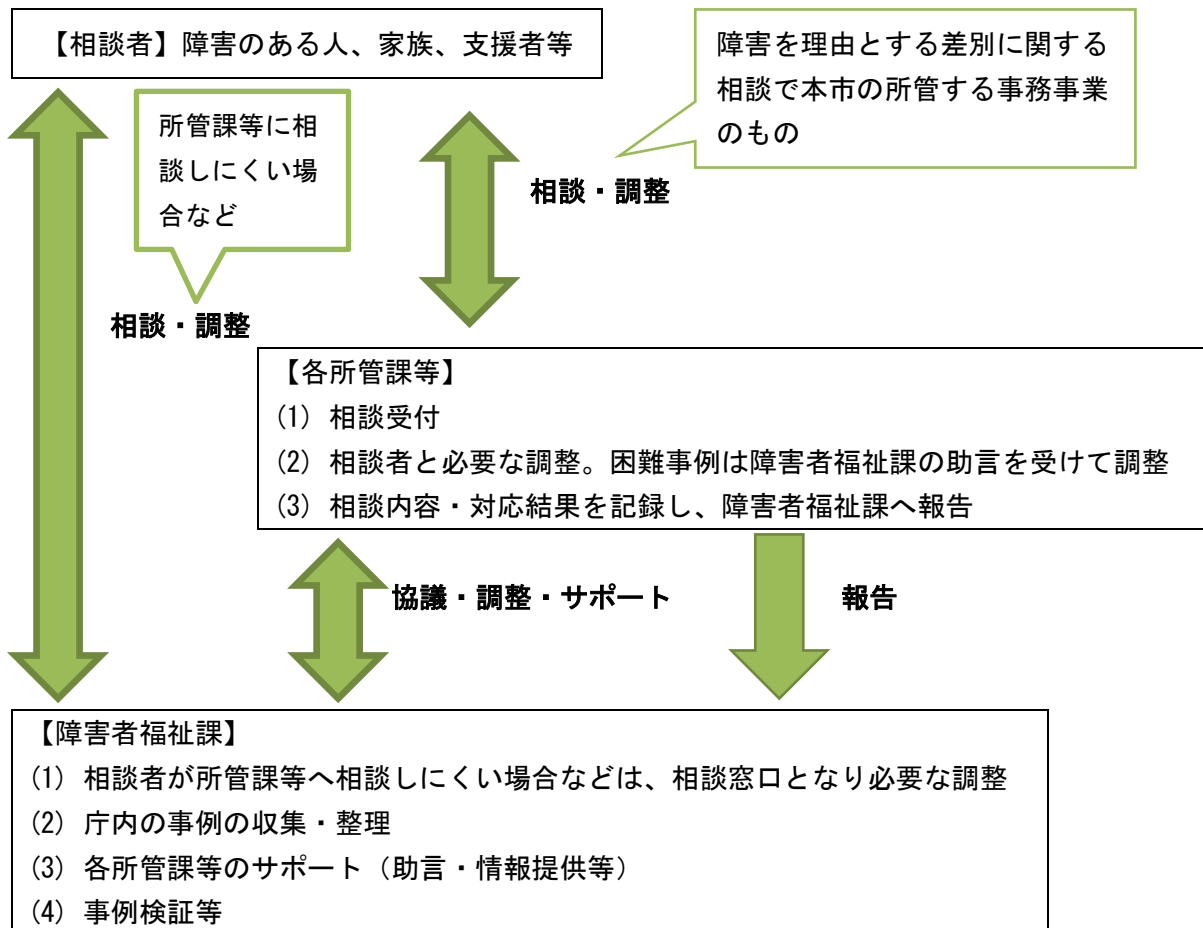 【相談者】障害のある人、家族、支援者等
障害を理由とする差別に関する
相談で本市の所管する事務事業
のもの
所管課等に相
談しにくい場
合など
相談・調整
相談・調整
【各所管課等】
(1) 相談受付
(2) 相談者と必要な調整。困難事例は障害者福祉課の助言を受けて調整
(3) 相談内容・対応結果を記録し、障害者福祉課へ報告
協議・調整・サポート
報告
【障害者福祉課】
(1) 相談者が所管課等へ相談しにくい場合などは、相談窓口となり必要な調整
(2) 庁内の事例の収集・整理
(3) 各所管課等のサポート（助言・情報提供等）
(4) 事例検証等